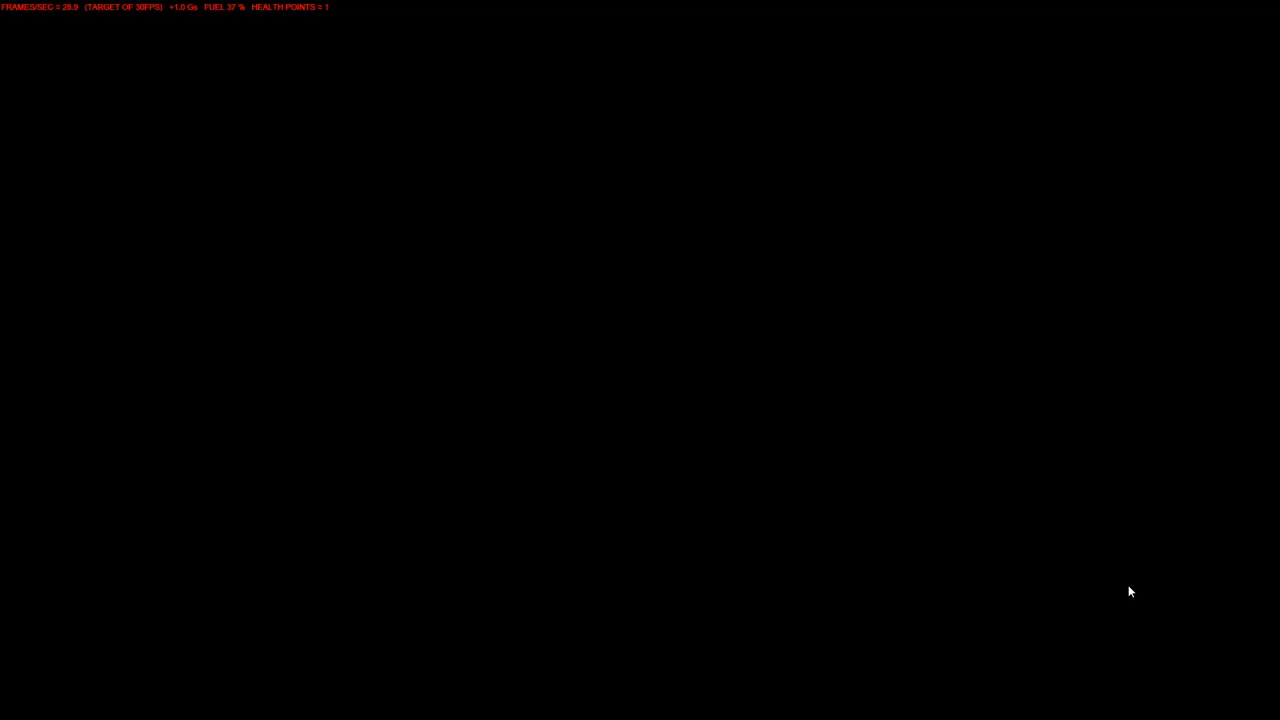 FRAMES/SEC = 28.9 (TARGET OF 30FPS) +1.0 Gs FUEL 37 % HEALTH POINTS = 1